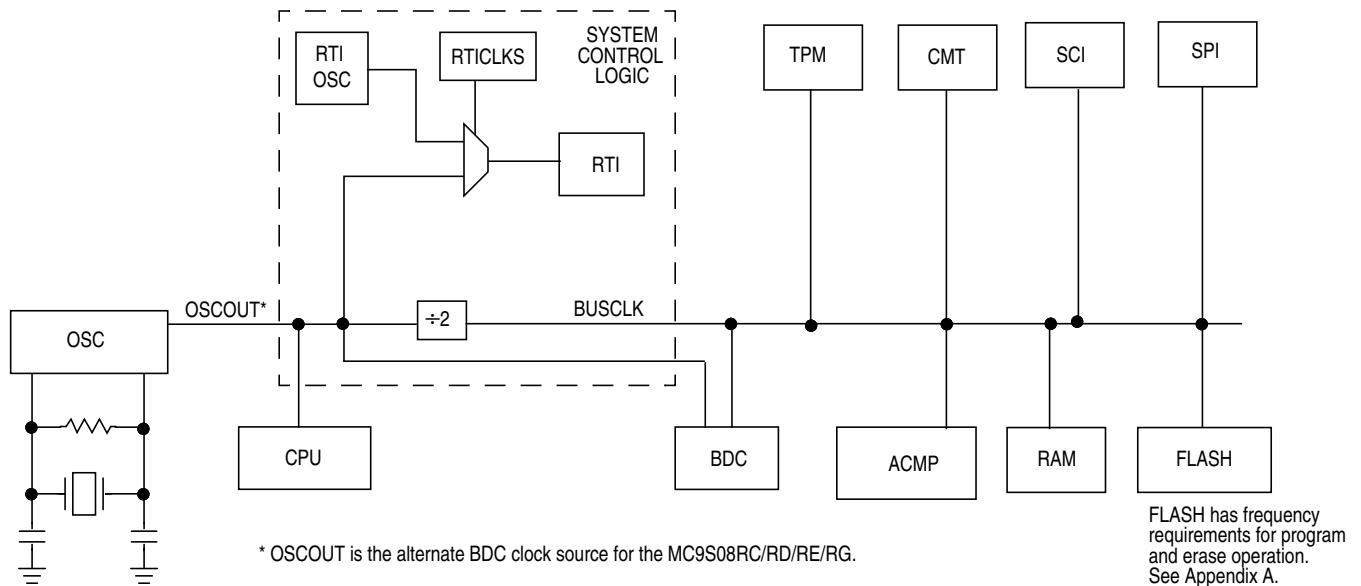 SYSTEM
CONTROL
LOGIC
RTI
OSC
RTICLKS
RTI
TPM
CMT
SCI
SPI
OSCOUT*
÷2
BUSCLK
OSC
CPU
BDC
ACMP
RAM
FLASH
* OSCOUT is the alternate BDC clock source for the MC9S08RC/RD/RE/RG.
FLASH has frequency
requirements for program
and erase operation.
See Appendix A.